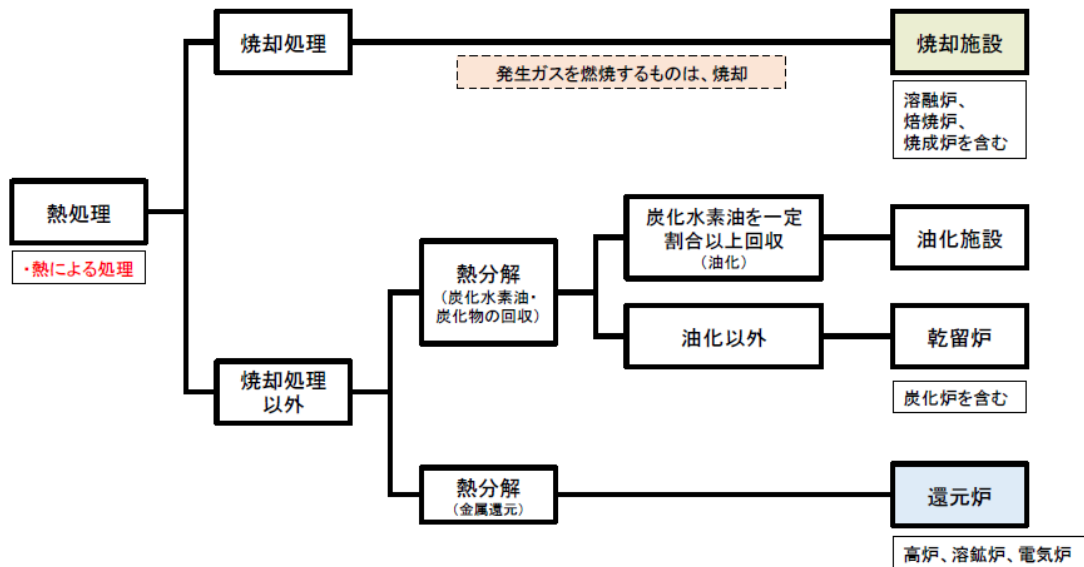 焼却処理
焼却施設
発生ガスを燃焼するものは、焼却
溶融炉、
焙焼炉、
焼成炉を含む
熱処理
・熱による処理
炭化水素油を一定
割合以上回収
(油化)
油化施設
熱分解
(炭化水素油・
炭化物の回収)
油化以外
乾留炉
炭化炉を含む
焼却処理
以外
熱分解
(金属還元)
還元炉
高炉、溶鉱炉、電気炉